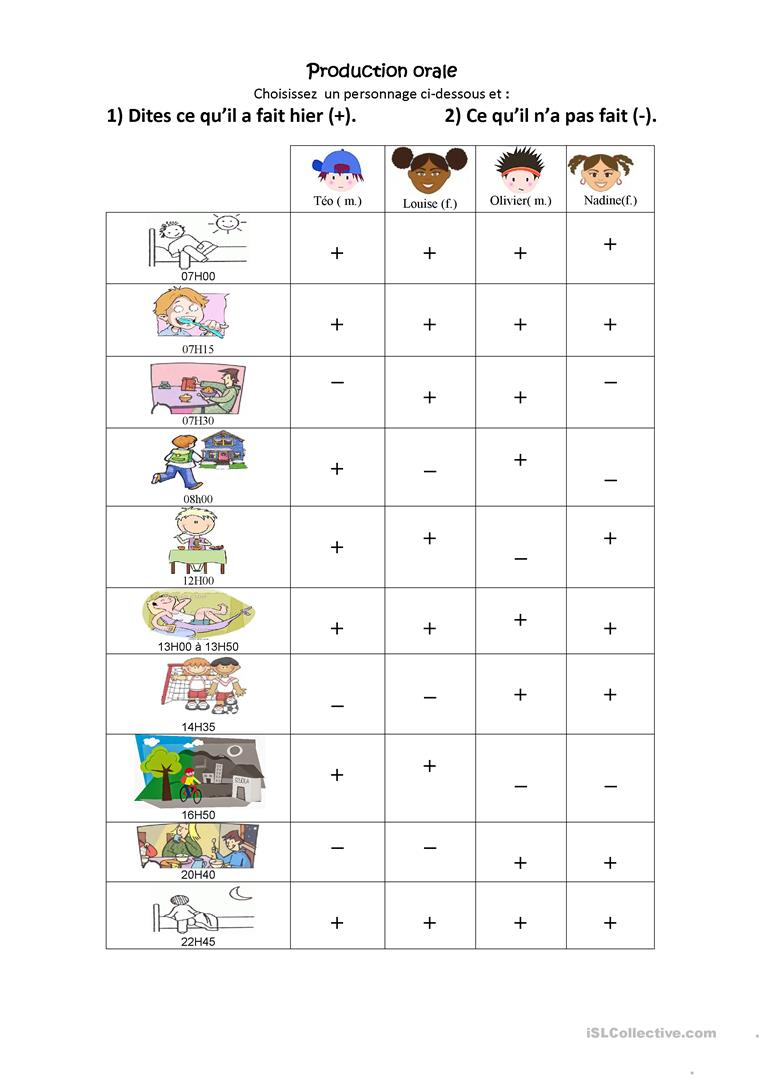 Production orale
Choisissez un personnage ci-dessous et :
1) Dites ce qu’il a fait hier (+). 2) Ce qu’il n’a pas fait (-).
Téo ( m.) Louise (f.) Olivier( m.) Nadine(f.)
07H00 + + + +
07H15 + + + +
07H30 – + + –
08h00 + – + –
12H00 + + – +
13H00 à 13H50 + + + +
14H35 – – + +
SCUOLA
16H50 + + – –
20H40 – – + +
22H45 + + + +
iSLCollective.com